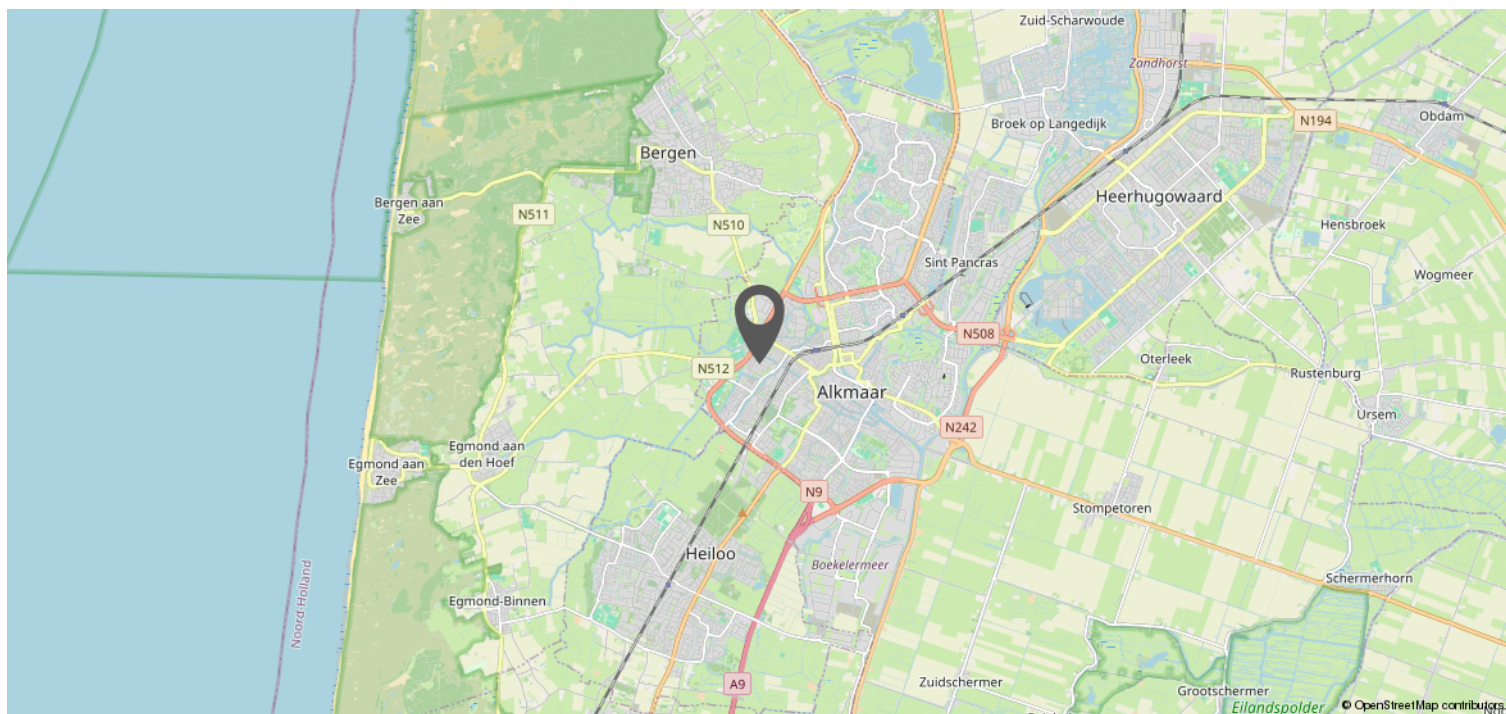 Zuid-Scharwoude
Zandhorst
Obdam
N194
Broek op Langedijk
Bergen
Heerhugowaard
Bergen aan
Zee
N511
N510
Hensbroek
Sint Pancras
Wogmeer
N508
Oterleek
N512
Rustenburg
Alkmaar
Ursem
N242
Egmond aan
den Hoef
Egmond aan
Zee
N9
Stompetoren
Heiloo
Boekelermeer
Noord-Holland
Schermerhorn
Egmond-Binnen
A9
Zuidschermer
Grootschermer
Eilandspolder
© OpenStreetMap contributors